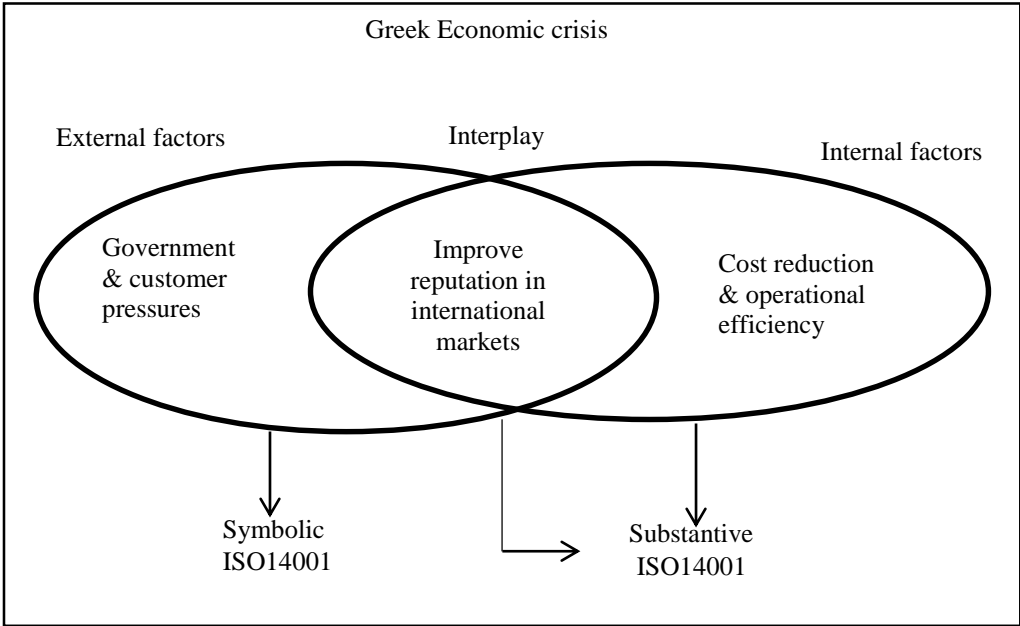 Greek Economic crisis
External factors
Interplay
Internal factors
Government
& customer
pressures
Improve
reputation in
international
markets
Cost reduction
& operational
efficiency
Symbolic
ISO14001
Substantive
ISO14001